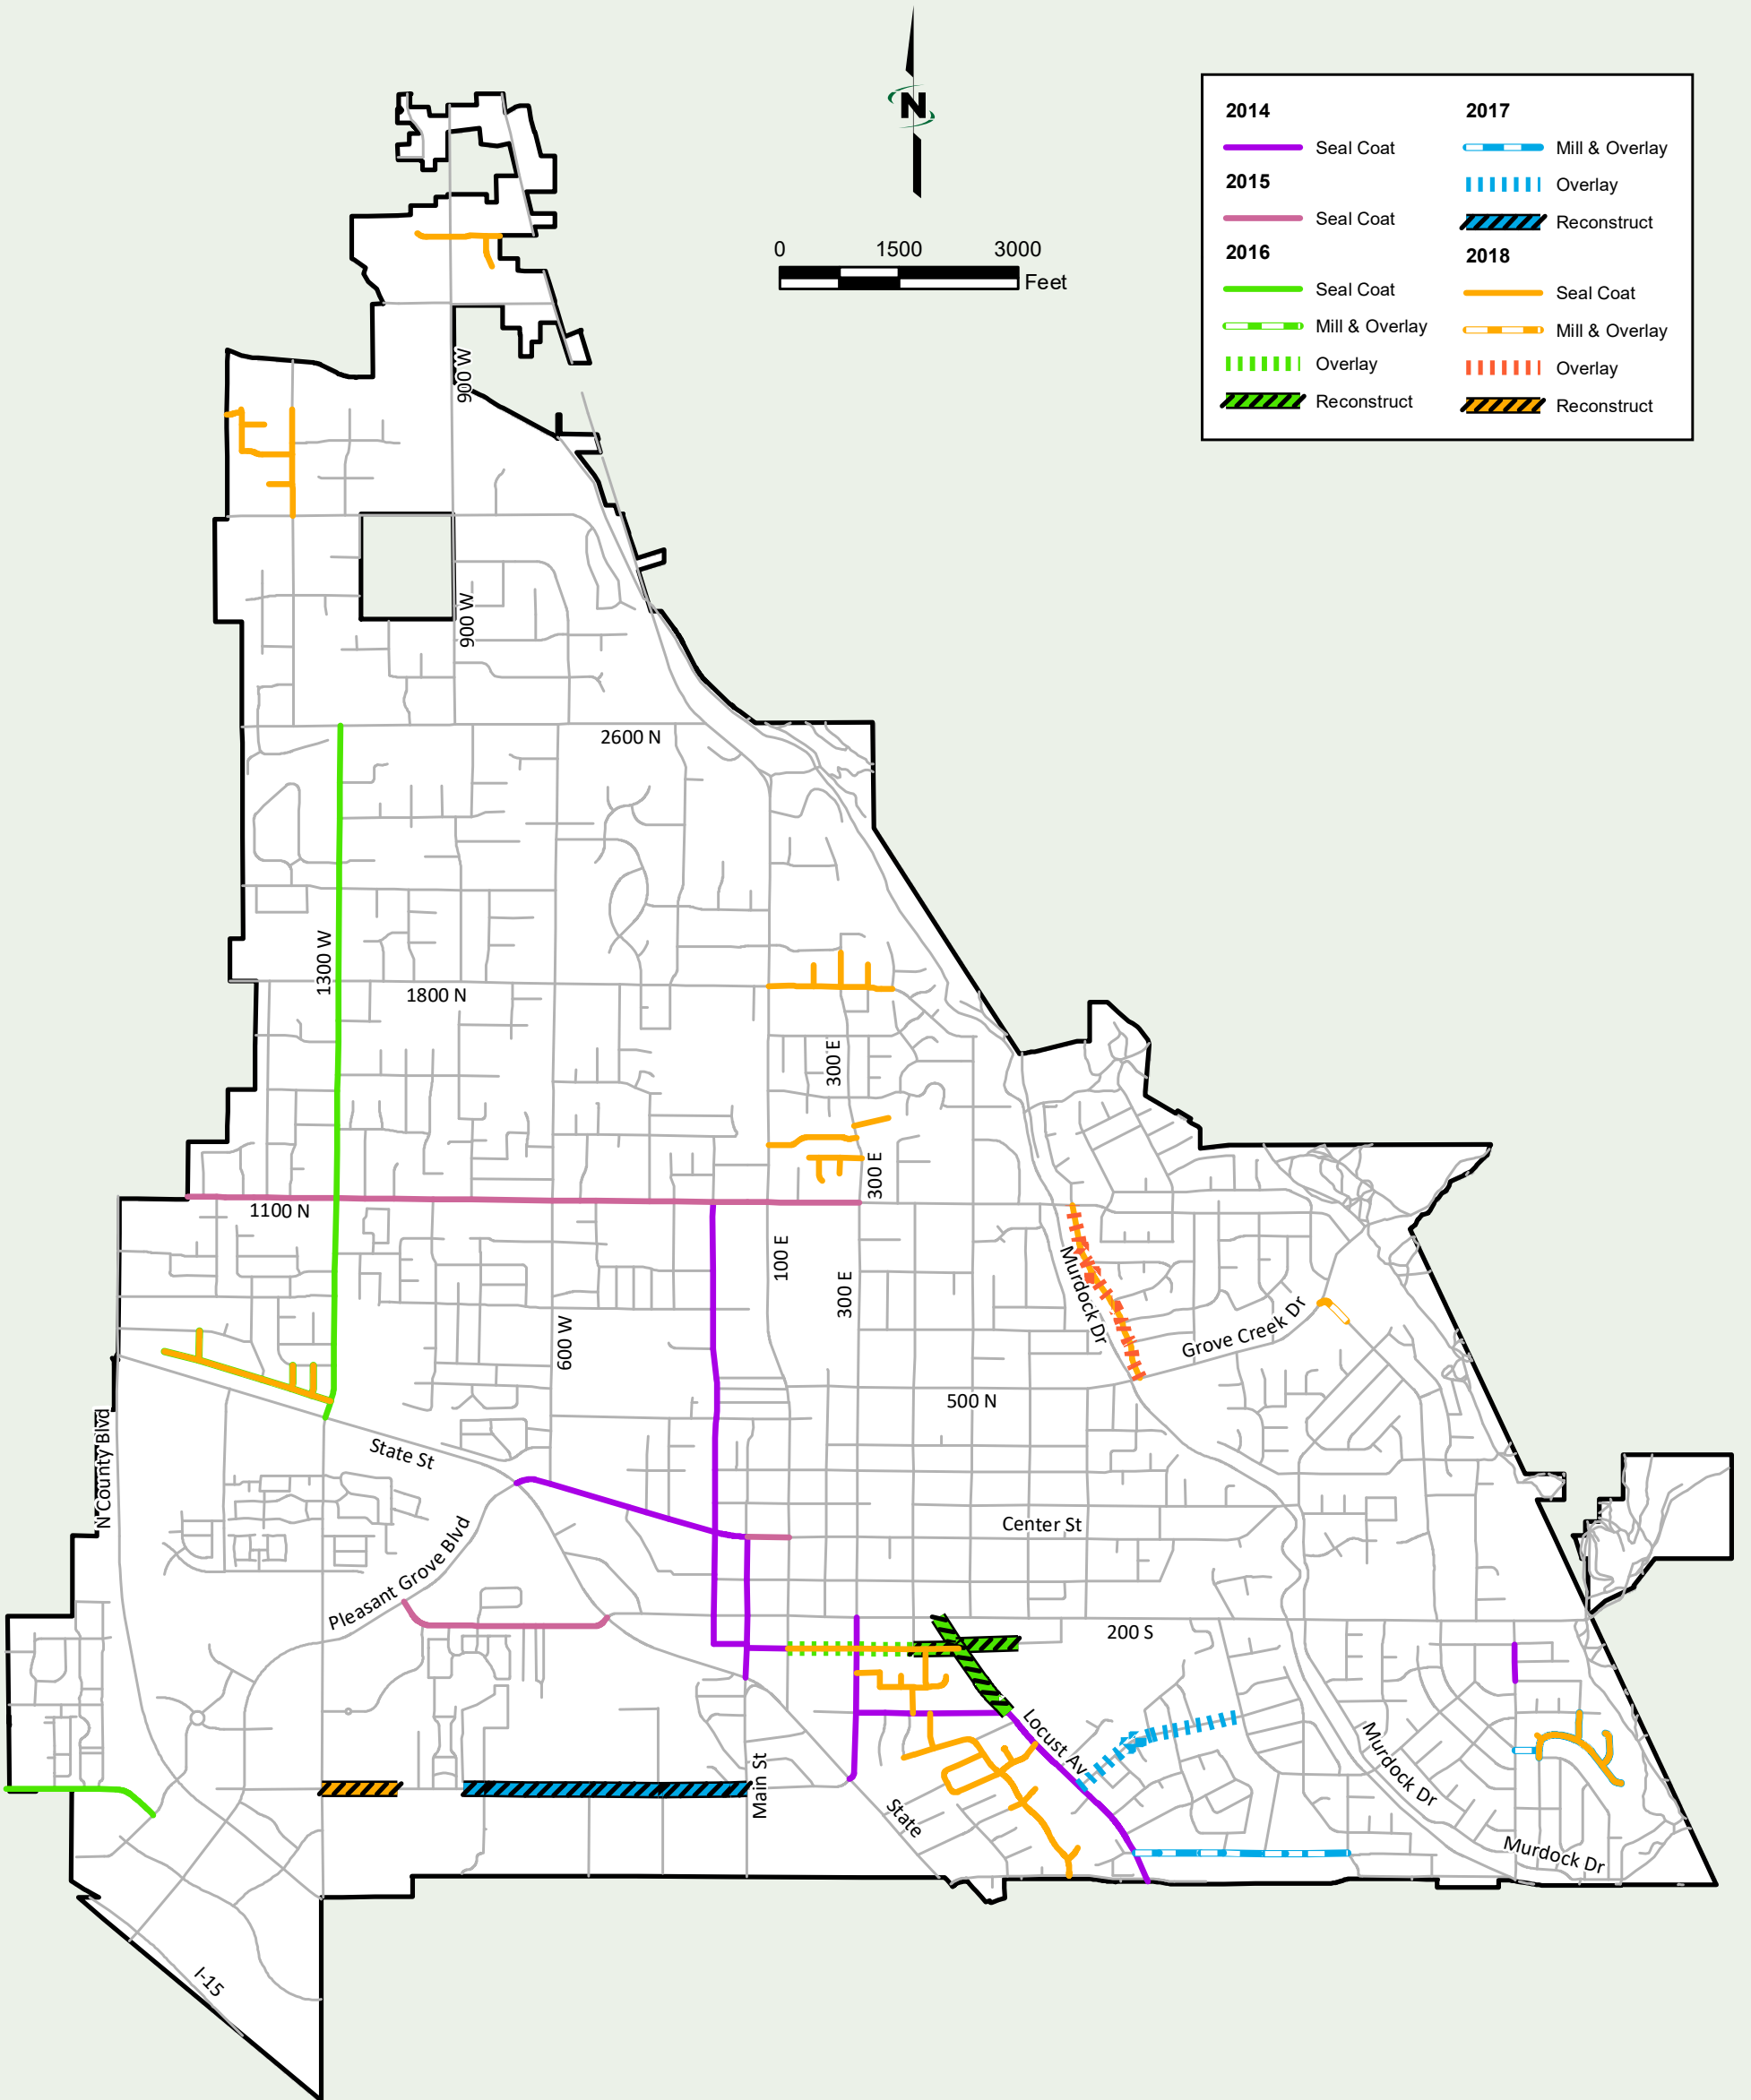 N
0 1500 3000
Feet
2014
Seal Coat
2015
Seal Coat
2016
Seal Coat
Mill & Overlay
Overlay
Reconstruct
2017
Mill & Overlay
Overlay
Reconstruct
2018
Seal Coat
Mill & Overlay
Overlay
Reconstruct
900 W
900 W
2600 N
1300 W
1800 N
300 E
300 E
1100 N
100 E
300 E
Murdock Dr
Grove Creek Dr
600 W
500 N
N County Blvd
State St
Center St
Pleasant Grove Blvd
200 S
Locust Av
Main St
State
Murdock Dr
Murdock Dr
I-15